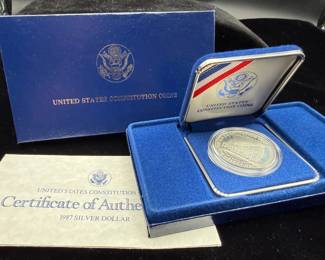 UNITED STATES CONSTITUTION COINS
UNITED STATES
CONSTITUTION COINS
UNITED STATES CONSTITUTION
Certificate of Authe
1987 SILVER DOLLAR